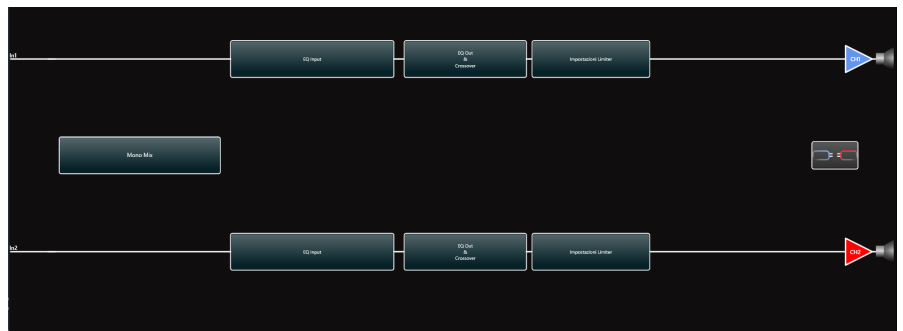 In1
EQ Input
EQ Out
&
Crossover
Impostazioni Limiter
CH1
Mono Mix
In2
EQ Input
EQ Out
&
Crossover
Impostazioni Limiter
CH2